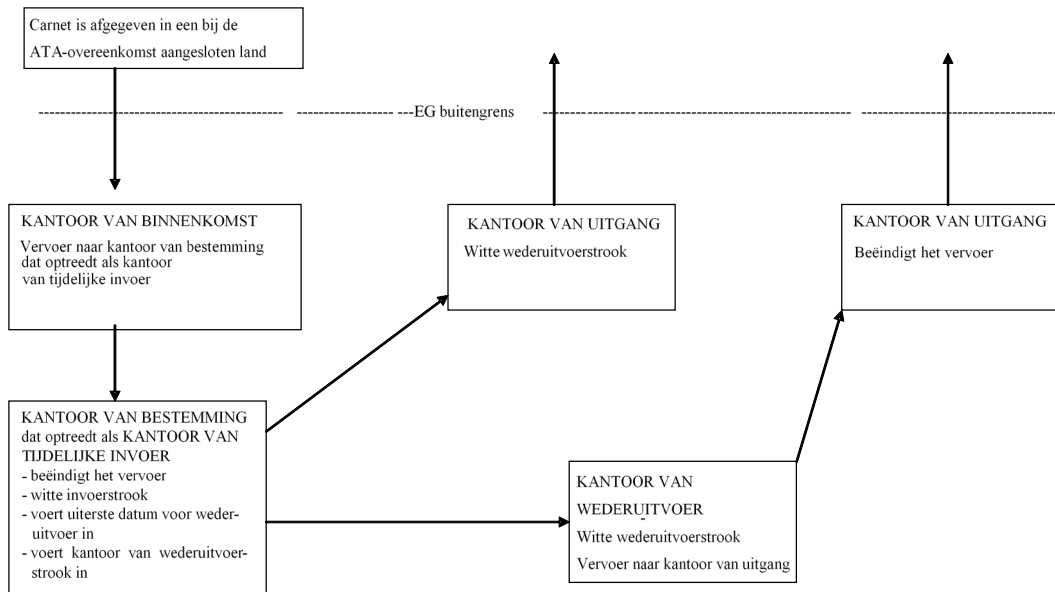 Carnet is afgegeven in een bij de
ATA-overeenkomst aangesloten land
EG buitengrens
KANTOOR VAN BINNENKOMST
Vervoer naar kantoor van bestemming
dat optreedt als kantoor
van tijdelijke invoer
KANTOOR VAN UITGANG
Witte wederuitvoerstrook
KANTOOR VAN UITGANG
Beëindigt het vervoer
KANTOOR VAN BESTEMMING
dat optreedt als KANTOOR VAN
TIJDELIJKE INVOER
- beëindigt het vervoer
- witte invoerstrook
- voert uiterste datum voor weder-
uitvoer in
- voert kantoor van wederuitvoer-
strook in
KANTOOR VAN
WEDERUITVOER
Witte wederuitvoerstrook
Vervoer naar kantoor van uitgang